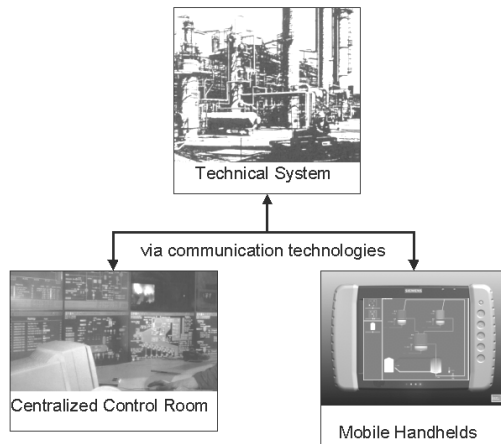 Technical System
via communication technologies
Centralized Control Room
SIEMENS
Mobile Handhelds